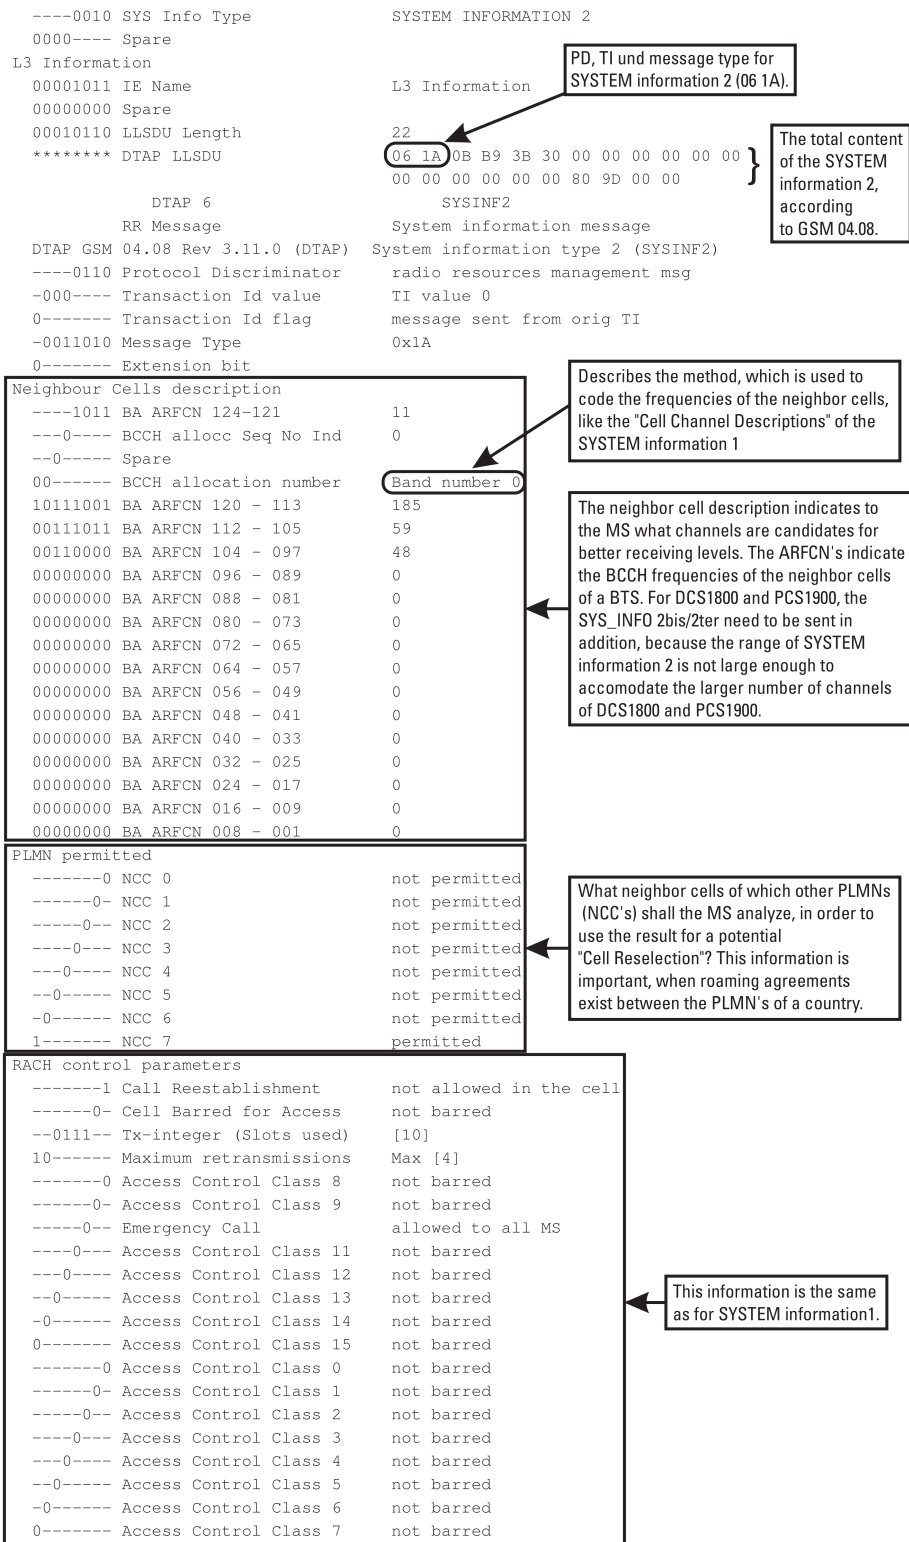 ----0010 SYS Info Type SYSTEM INFORMATION 2
0000---- Spare
L3 Information
00001011 IE Name L3 Information
00000000 Spare
00010110 LLSDU Length 22
******** DTAP LLSDU 06 1A 0B B9 3B 30 00 00 00 00 00 00
00 00 00 00 00 00 80 9D 00 00
PD, TI und message type for
SYSTEM information 2 (06 1A).
The total content
of the SYSTEM
information 2,
according
to GSM 04.08.
DTAP 6 SYSINF2
RR Message System information message
DTAP GSM 04.08 Rev 3.11.0 (DTAP) System information type 2 (SYSINF2)
----0110 Protocol Discriminator radio resources management msg
-000---- Transaction Id value TI value 0
0------- Transaction Id flag message sent from orig TI
-0011010 Message Type 0x1A
0------- Extension bit
Neighbour Cells description
----1011 BA ARFCN 124-121 11
---0---- BCCH allocc Seq No Ind 0
--0----- Spare
00------ BCCH allocation number Band number 0
10111001 BA ARFCN 120 - 113 185
00111011 BA ARFCN 112 - 105 59
00110000 BA ARFCN 104 - 097 48
00000000 BA ARFCN 096 - 089 0
00000000 BA ARFCN 088 - 081 0
00000000 BA ARFCN 080 - 073 0
00000000 BA ARFCN 072 - 065 0
00000000 BA ARFCN 064 - 057 0
00000000 BA ARFCN 056 - 049 0
00000000 BA ARFCN 048 - 041 0
00000000 BA ARFCN 040 - 033 0
00000000 BA ARFCN 032 - 025 0
00000000 BA ARFCN 024 - 017 0
00000000 BA ARFCN 016 - 009 0
00000000 BA ARFCN 008 - 001 0
Describes the method, which is used to
code the frequencies of the neighbor cells,
like the "Cell Channel Descriptions" of the
SYSTEM information 1
The neighbor cell description indicates to
the MS what channels are candidates for
better receiving levels. The ARFCN's indicate
the BCCH frequencies of the neighbor cells
of a BTS. For DCS1800 and PCS1900, the
SYS_INFO 2bis/2ter need to be sent in
addition, because the range of SYSTEM
information 2 is not large enough to
accomodate the larger number of channels
of DCS1800 and PCS1900.
PLMN permitted
-------0 NCC 0 not permitted
------0- NCC 1 not permitted
-----0-- NCC 2 not permitted
----0--- NCC 3 not permitted
---0---- NCC 4 not permitted
--0----- NCC 5 not permitted
-0------ NCC 6 not permitted
1------- NCC 7 permitted
What neighbor cells of which other PLMNs
(NCC's) shall the MS analyze, in order to
use the result for a potential
"Cell Reselection"? This information is
important, when roaming agreements
exist between the PLMN's of a country.
RACH control parameters
-------1 Call Reestablishment not allowed in the cell
------0- Cell Barred for Access not barred
--0111-- Tx-integer (Slots used) [10]
10------ Maximum retransmissions Max [4]
-------0 Access Control Class 8 not barred
------0- Access Control Class 9 not barred
-----0-- Emergency Call allowed to all MS
----0--- Access Control Class 11 not barred
---0---- Access Control Class 12 not barred
--0----- Access Control Class 13 not barred
-0------ Access Control Class 14 not barred
0------- Access Control Class 15 not barred
-------0 Access Control Class 0 not barred
------0- Access Control Class 1 not barred
-----0-- Access Control Class 2 not barred
----0--- Access Control Class 3 not barred
---0---- Access Control Class 4 not barred
--0----- Access Control Class 5 not barred
-0------ Access Control Class 6 not barred
0------- Access Control Class 7 not barred
This information is the same
as for SYSTEM information1.